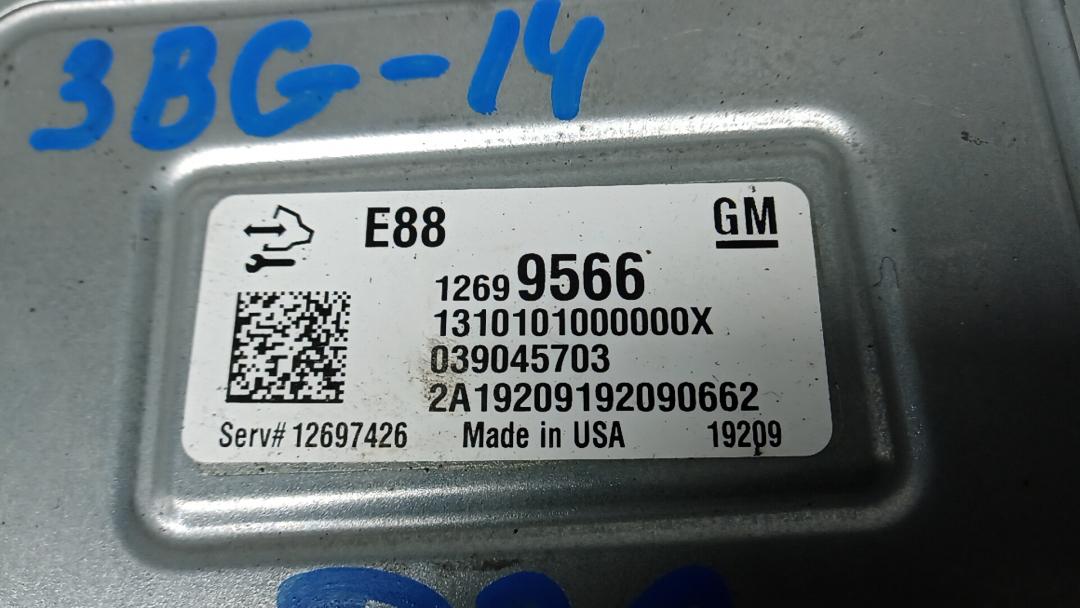 3BG-14
E88 GM
12699566
1310101000000X
039045703
2A19209192090662
Serv# 12697426 Made in USA 19209